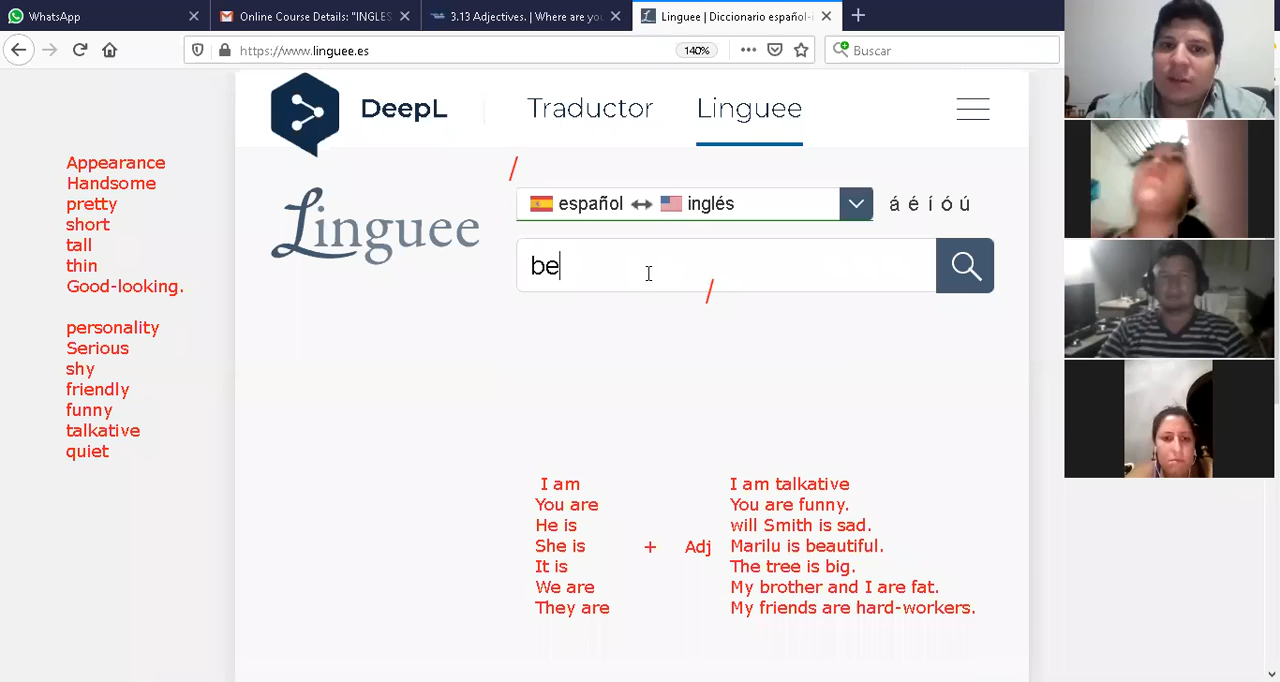 WhatsApp
Online Course Details: "INGLES
3.13 Adjectives. | Where are you
Linguee | Diccionario español-i
https://www.linguee.es
140%
Buscar
DeepL
Traductor
Linguee
Linguee
español ↔ inglés
á é í ó ú
be
/
/
Appearance
Handsome
pretty
short
tall
thin
Good-looking.
personality
Serious
shy
friendly
funny
talkative
quiet
I am
You are
He is
She is
It is
We are
They are
+
Adj
I am talkative
You are funny.
will Smith is sad.
Marilu is beautiful.
The tree is big.
My brother and I are fat.
My friends are hard-workers.